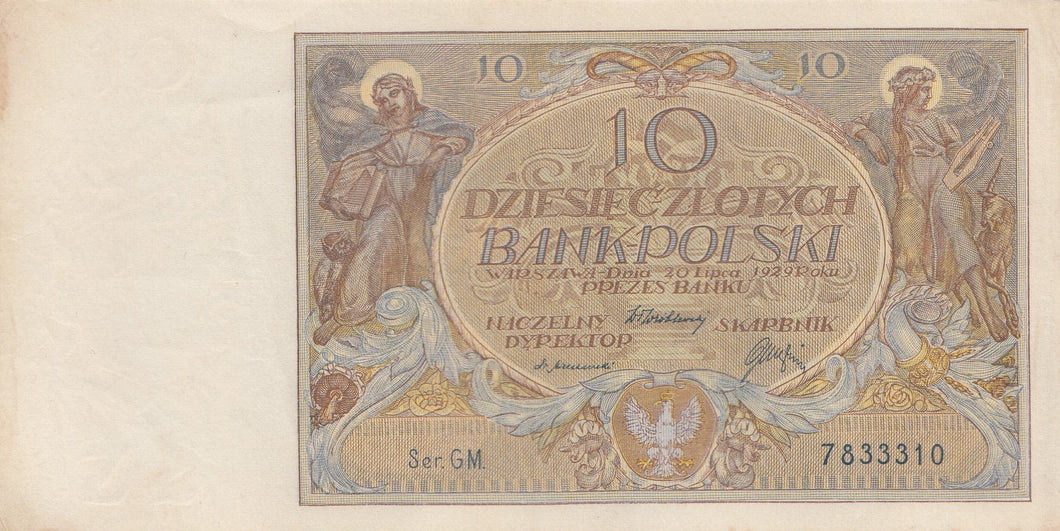 10 10
10
DZIESIĘĆ ZŁOTYCH
BANK POLSKI
WARSZAWA-Dnia 20 Lipca 1929 Roku
PREZES BANKU
NACZELNY SKARBNIK
DYREKTOR
Ser. GM. 7833310